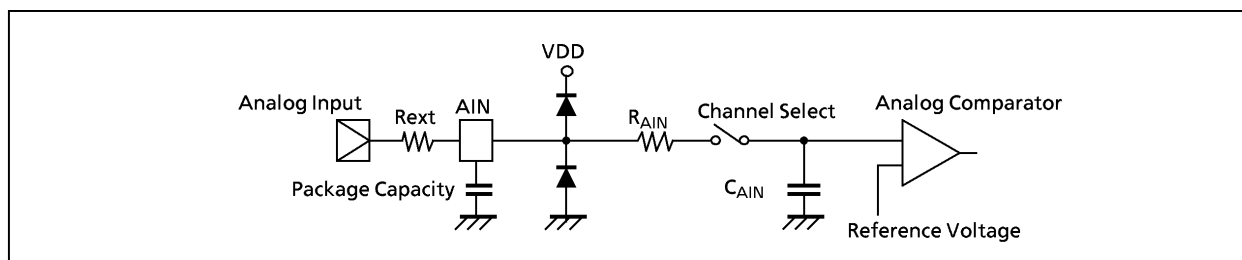 VDD
Analog Input
Rext
AIN
RAIN
Channel Select
Analog Comparator
Package Capacity
CAIN
Reference Voltage